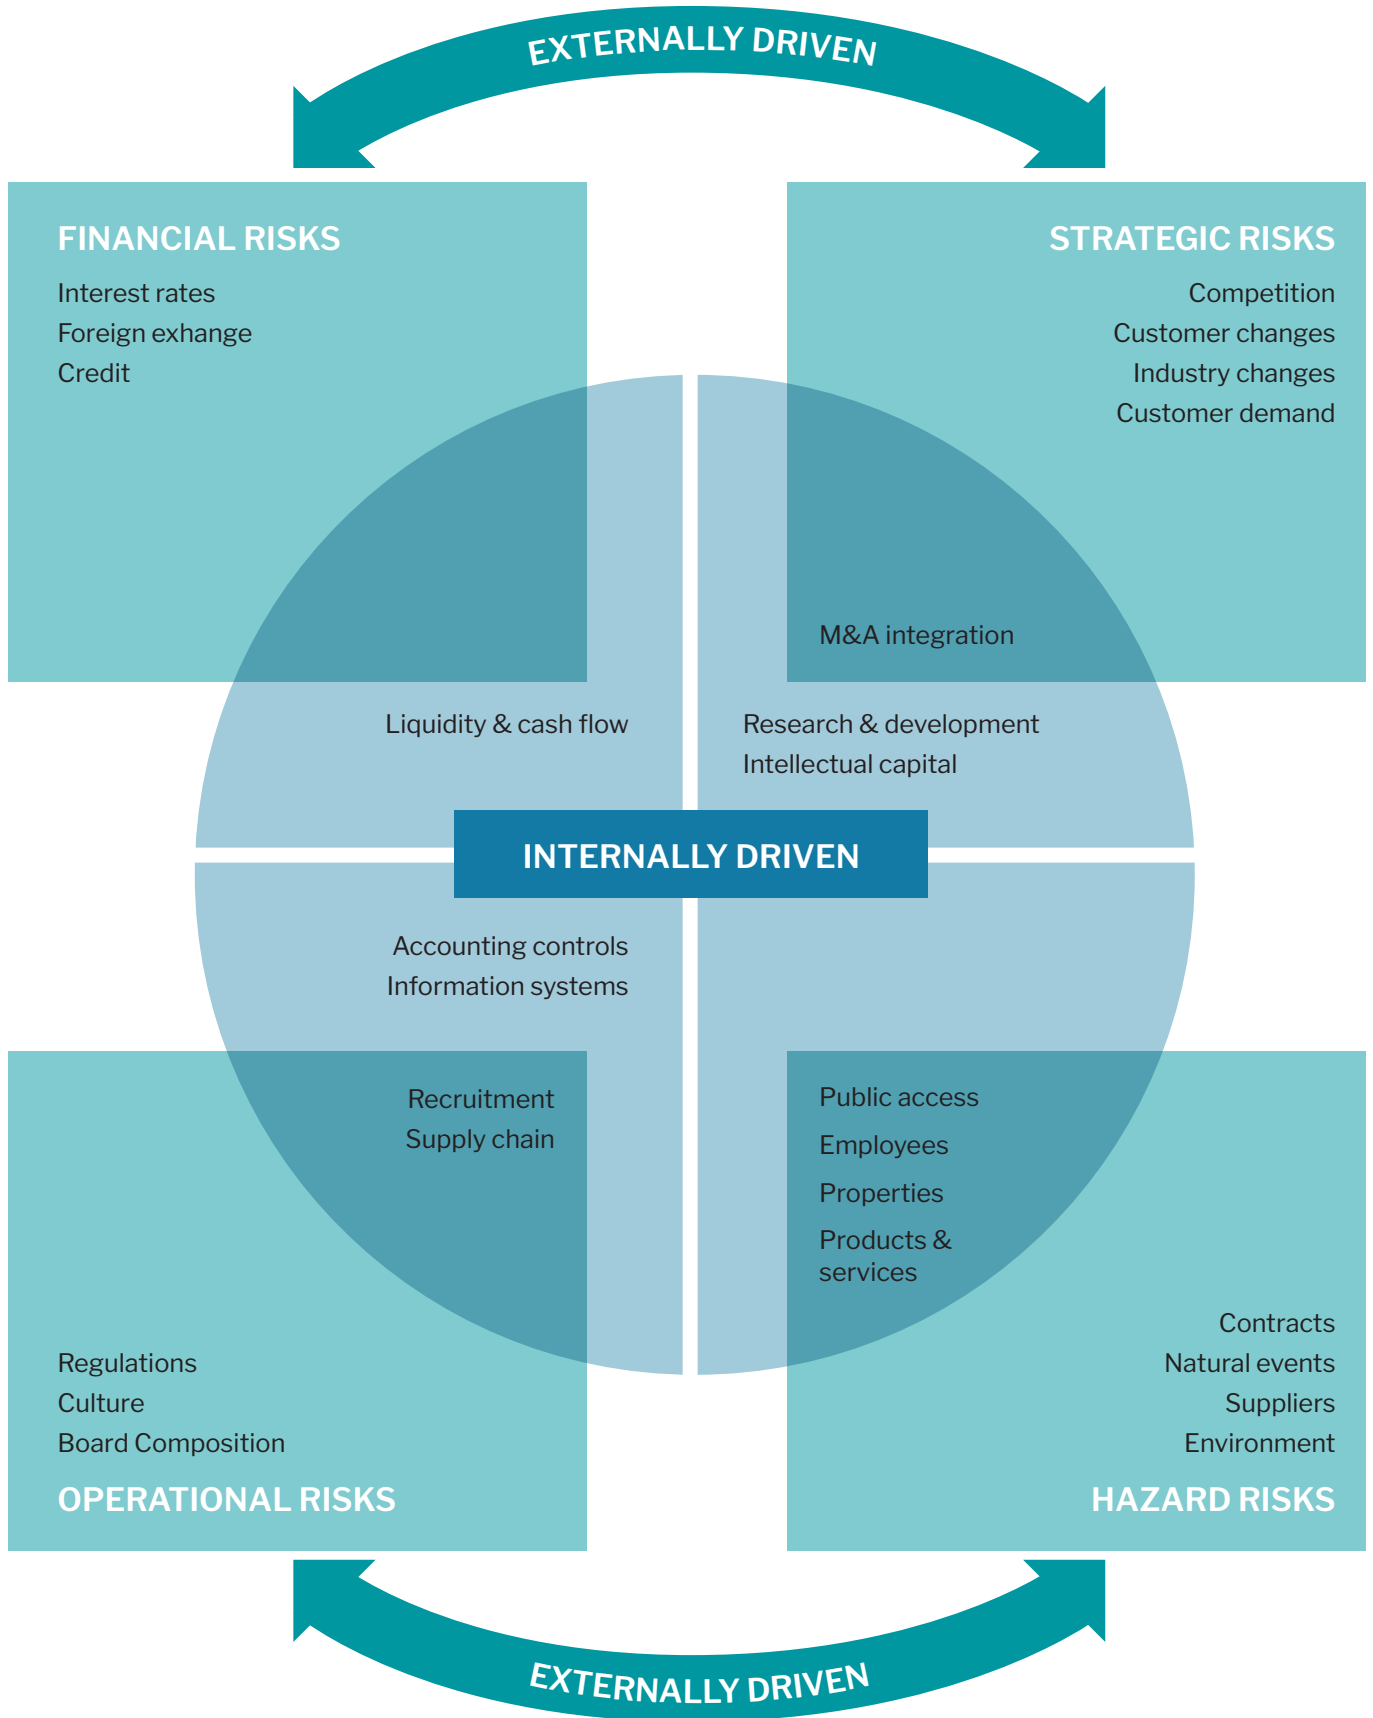 EXTERNALLY DRIVEN
FINANCIAL RISKS
Interest rates
Foreign exhange
Credit
STRATEGIC RISKS
Competition
Customer changes
Industry changes
Customer demand
M&A integration
Liquidity & cash flow
Research & development
Intellectual capital
INTERNALLY DRIVEN
Accounting controls
Information systems
Recruitment
Supply chain
Public access
Employees
Properties
Products &
services
Regulations
Culture
Board Composition
OPERATIONAL RISKS
Contracts
Natural events
Suppliers
Environment
HAZARD RISKS
EXTERNALLY DRIVEN